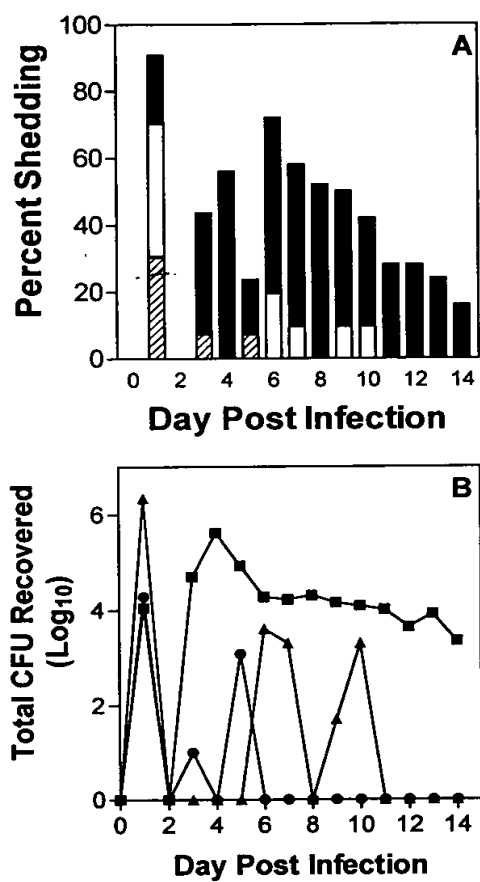 A
100
80
60
40
20
0
Percent Shedding
0 2 4 6 8 10 12 14
Day Post Infection
B
6
4
2
0
Total CFU Recovered
(Log10)
0 2 4 6 8 10 12 14
Day Post Infection